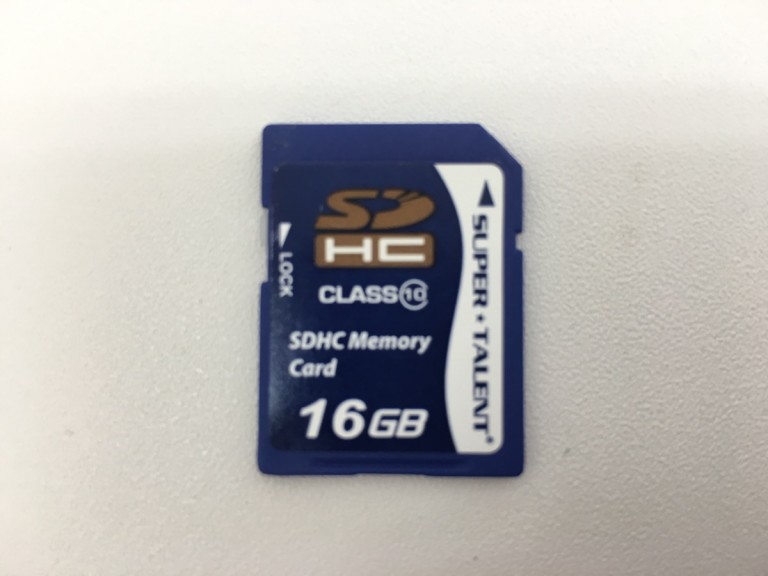 SD
HC
CLASS 10
LOCK
SDHC Memory
Card
16GB
SUPER★TALENT®